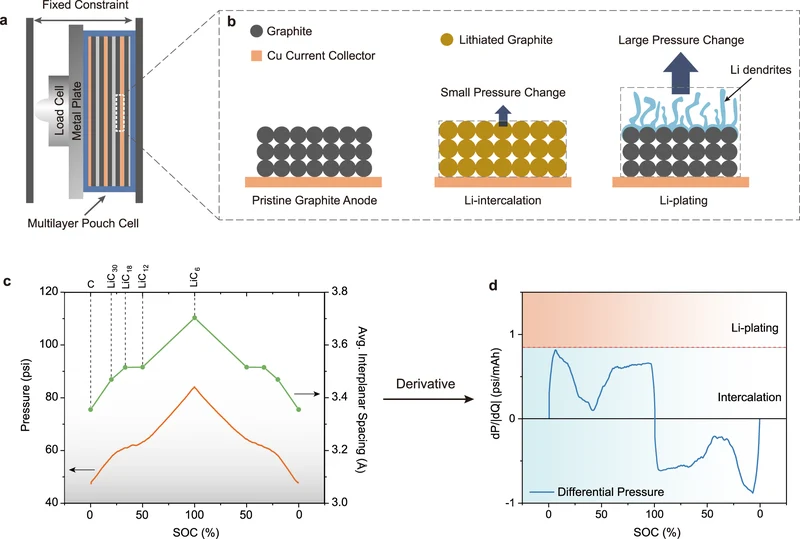 a
Fixed Constraint
Load Cell
Metal Plate
Multilayer Pouch Cell
b
Graphite
Cu Current Collector
Lithiated Graphite
Large Pressure Change
Li dendrites
Small Pressure Change
Pristine Graphite Anode
Li-intercalation
Li-plating
c
C
LiC30
LiC18
LiC12
LiC6
120
100
80
60
40
Pressure (psi)
3.8
3.6
3.4
3.2
3.0
Avg. Interplanar Spacing (Å)
0
50
100
50
0
SOC (%)
Derivative
d
1
0
-1
dP/|dQ| (psi/mAh)
Li-plating
Intercalation
Differential Pressure
0
50
100
50
0
SOC (%)